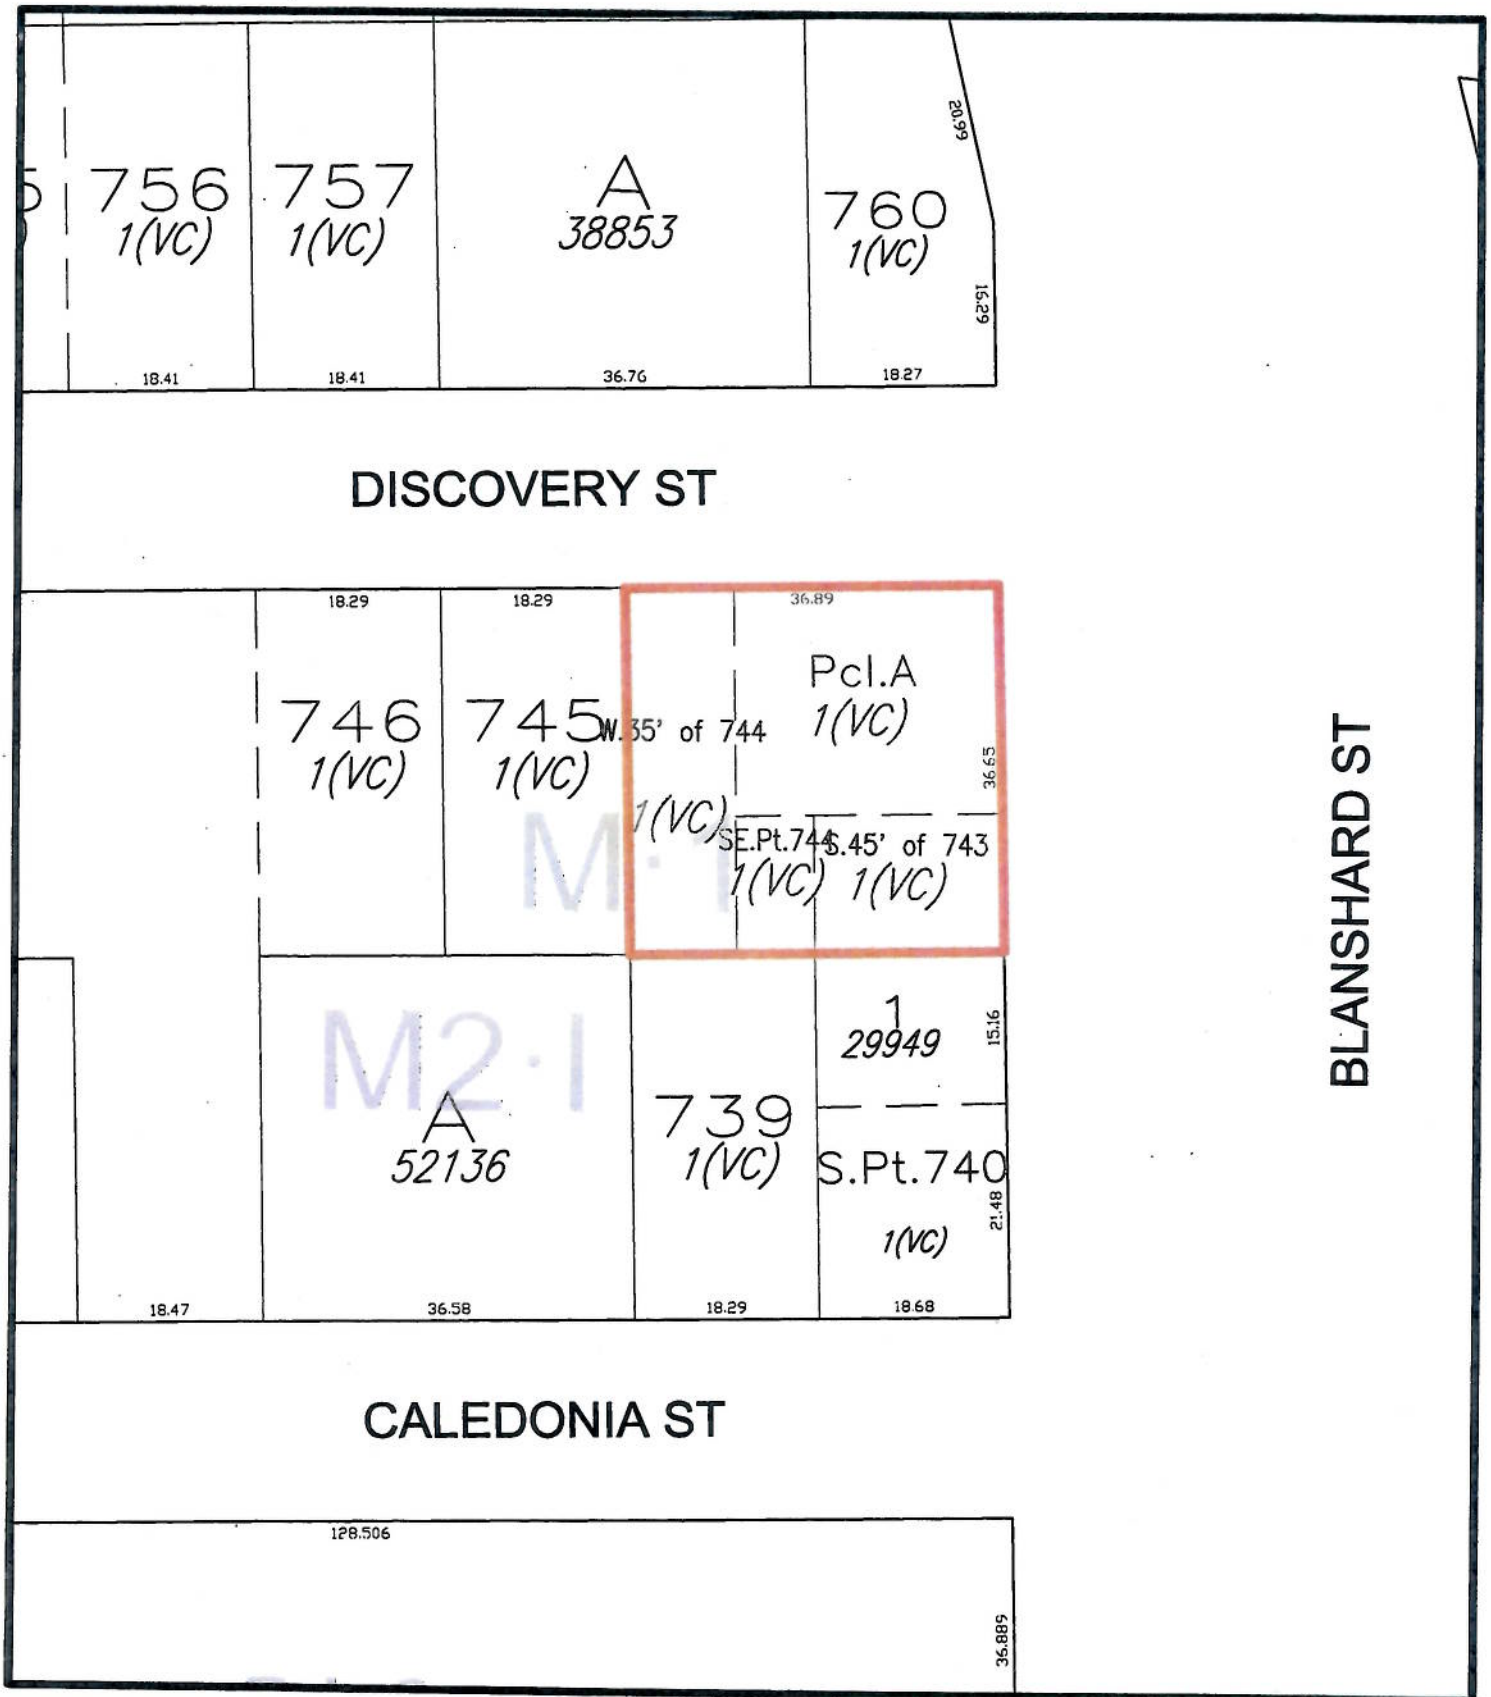 20.99
5
756
1(VC)
757
1(VC)
A
38853
760
1(VC)
15.29
18.41
18.41
36.76
18.27
DISCOVERY ST
18.29
18.29
36.89
Pcl.A
1(VC)
746
1(VC)
745
1(VC)
W.35' of 744
1(VC)
36.65
SE.Pt.744
1(VC)
S.45' of 743
1(VC)
M·1
BLANSHARD ST
M2·I
A
52136
739
1(VC)
1
29949
15.16
S.Pt.740
1(VC)
21.48
18.47
36.58
18.29
18.68
CALEDONIA ST
128.506
36.889